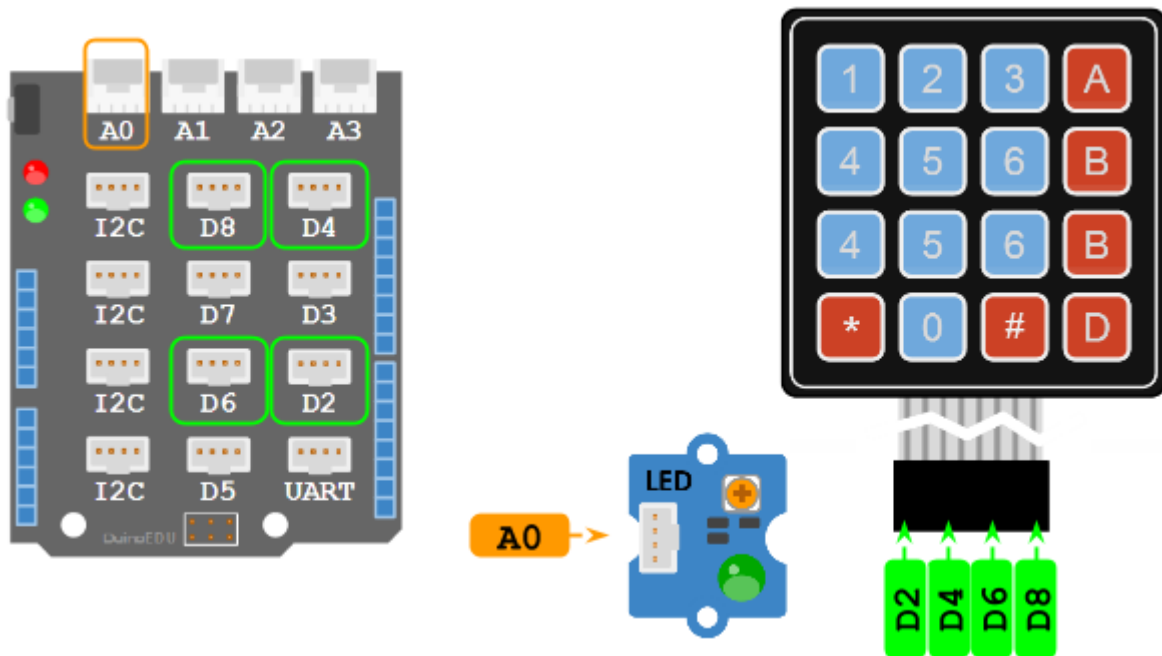 A0 A1 A2 A3
I2C D8 D4
I2C D7 D3
I2C D6 D2
I2C D5 UART
DuinoEDU
A0
LED
1 2 3 A
4 5 6 B
4 5 6 B
* 0 # D
D2 D4 D6 D8